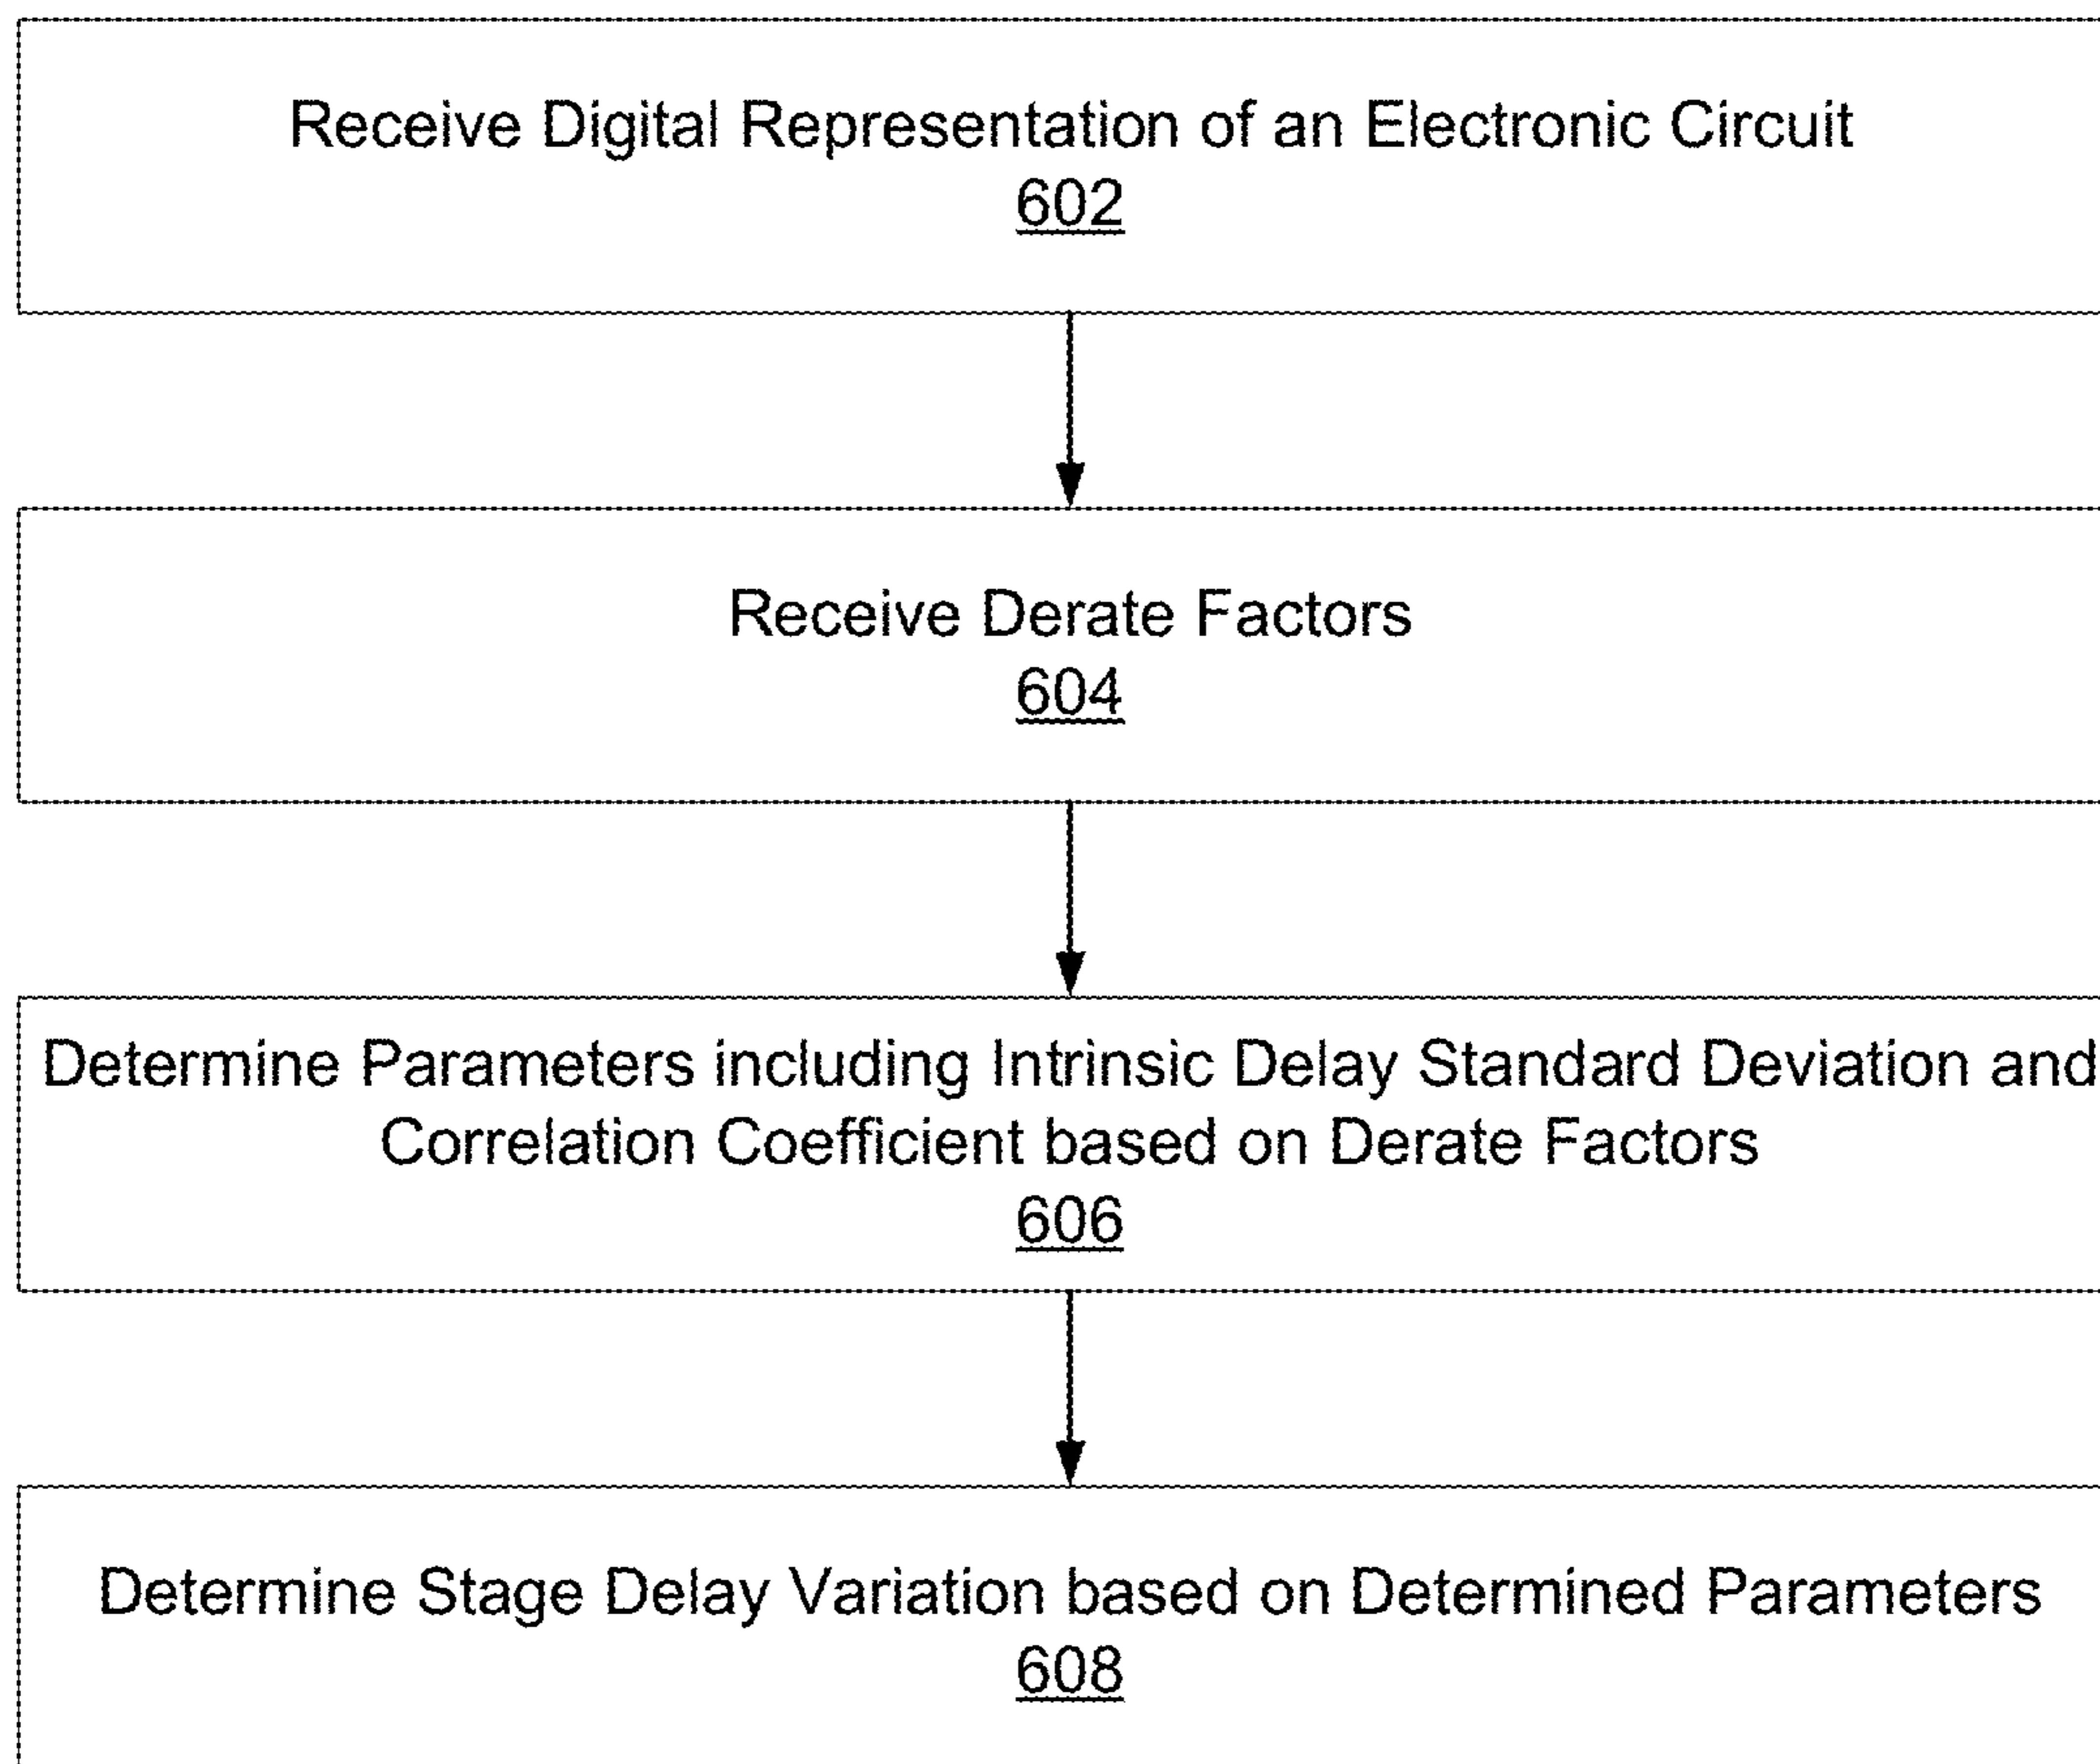 Receive Digital Representation of an Electronic Circuit
602
Receive Derate Factors
604
Determine Parameters including Intrinsic Delay Standard Deviation and
Correlation Coefficient based on Derate Factors
606
Determine Stage Delay Variation based on Determined Parameters
608